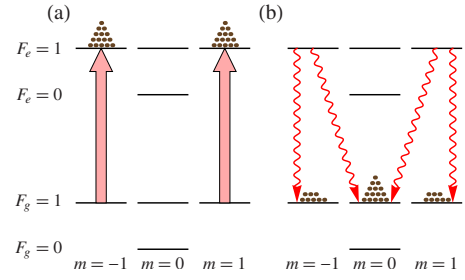 (a) (b)
F_e = 1
F_e = 0
F_g = 1
F_g = 0
m = −1 m = 0 m = 1 m = −1 m = 0 m = 1